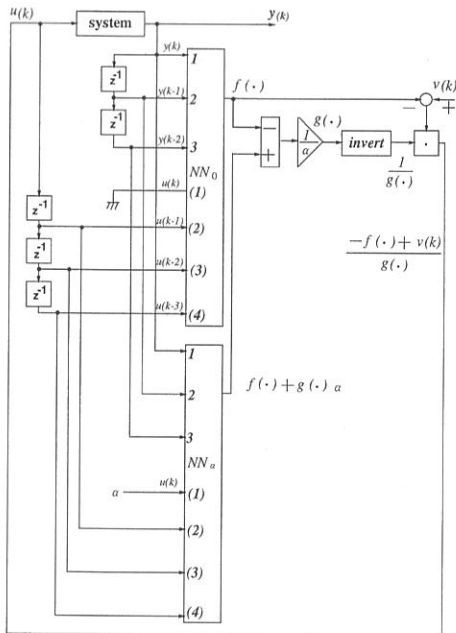 u(k)
system
y(k)
y(k)
1
z⁻¹
y(k-1)
2
f(·)
v(k)
z⁻¹
− +
y(k-2)
3
NN₀
−
+
1
α
g(·)
invert
·
1
g(·)
u(k)
(1)
z⁻¹
u(k-1)
(2)
z⁻¹
u(k-2)
(3)
−f(·)+v(k)
g(·)
z⁻¹
u(k-3)
(4)
1
2
f(·)+g(·) α
3
NNα
α
u(k)
(1)
(2)
(3)
(4)